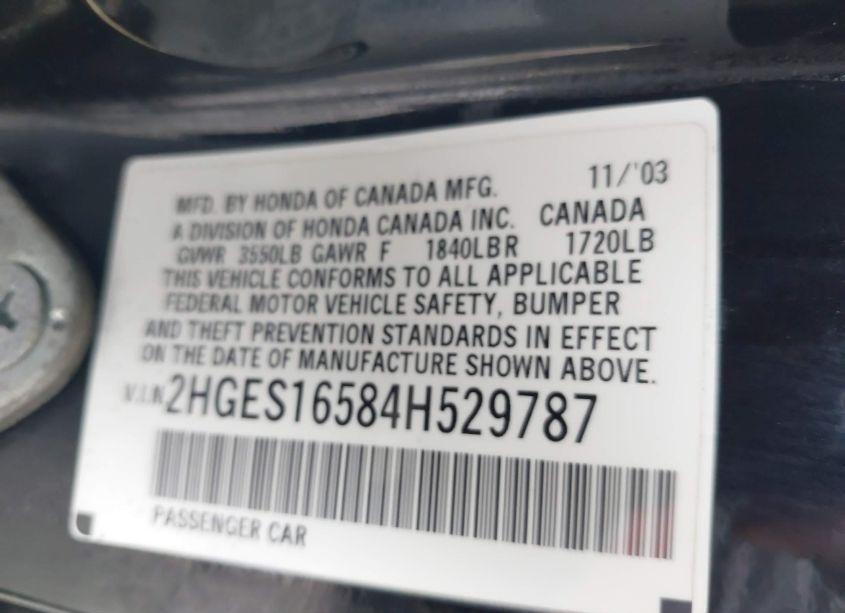 11/'03
MFD. BY HONDA OF CANADA MFG.
A DIVISION OF HONDA CANADA INC. CANADA
GVWR 3550LB GAWR F 1840LB R 1720LB
THIS VEHICLE CONFORMS TO ALL APPLICABLE
FEDERAL MOTOR VEHICLE SAFETY, BUMPER
AND THEFT PREVENTION STANDARDS IN EFFECT
ON THE DATE OF MANUFACTURE SHOWN ABOVE.
V.I.N. 2HGES16584H529787
PASSENGER CAR